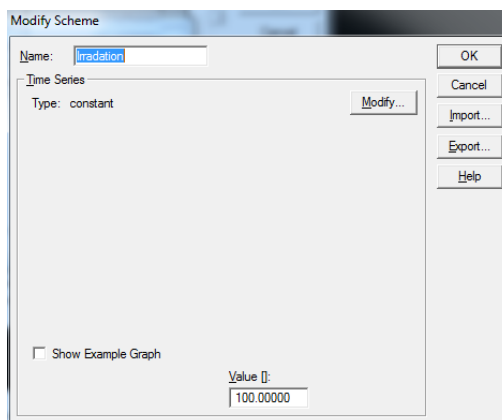 Modify Scheme
Name: Irradation
OK
Cancel
Import...
Export...
Help
Time Series
Type: constant
Modify...
Show Example Graph
Value []:
100.00000